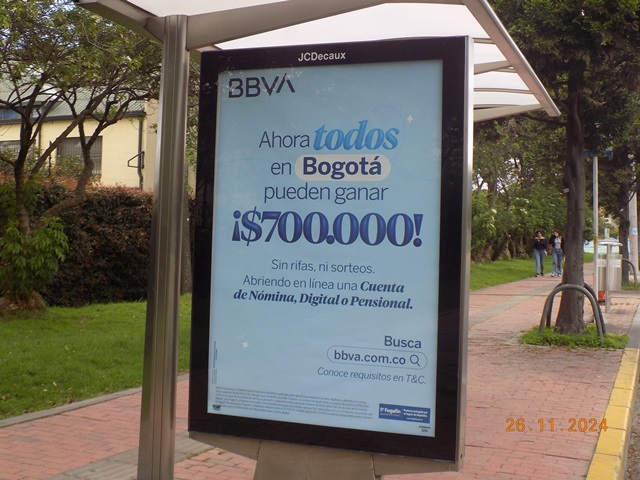 JCDecaux
BBVA
Ahora todos
en Bogotá
pueden ganar
¡$700.000!
Sin rifas, ni sorteos.
Abriendo en línea una Cuenta
de Nómina, Digital o Pensional.
Busca
bbva.com.co
Conoce requisitos en T&C.
Fogafín
26.11.2024